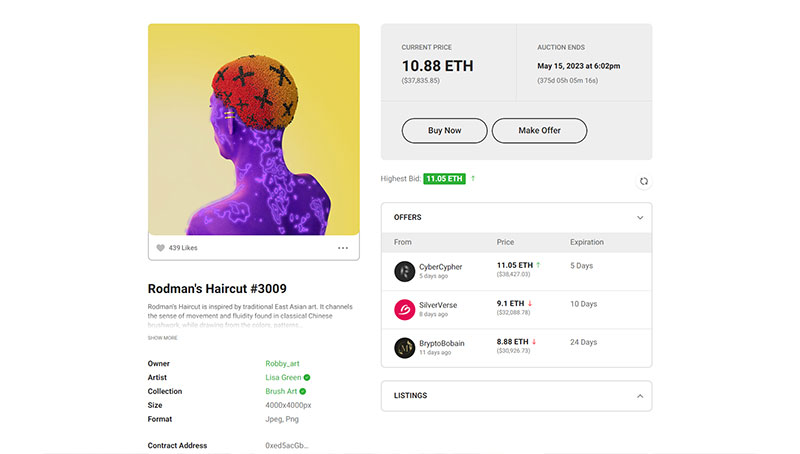 CURRENT PRICE
10.88 ETH
($37,835.85)
AUCTION ENDS
May 15, 2023 at 6:02pm
(375d 05h 05m 16s)
Buy Now
Make Offer
Highest Bid: 11.05 ETH ↑
OFFERS
From Price Expiration
CyberCypher 11.05 ETH ↑ 5 Days
5 days ago ($38,427.03)
SilverVerse 9.1 ETH ↓ 10 Days
8 days ago ($32,088.78)
BryptoBobain 8.88 ETH ↓ 24 Days
11 days ago ($30,926.73)
LISTINGS
439 Likes
Rodman's Haircut #3009
Rodman's Haircut is inspired by traditional East Asian art. It channels
the sense of movement and fluidity found in classical Chinese
brushwork, while drawing from the colors, patterns...
SHOW MORE
Owner Robby_art
Artist Lisa Green
Collection Brush Art
Size 4000x4000px
Format Jpeg, Png
Contract Address 0xed5acGb...